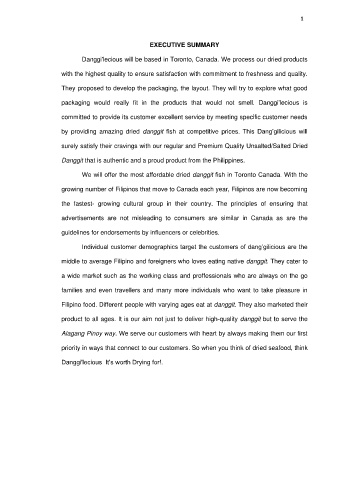 1
EXECUTIVE SUMMARY
Danggi'lecious will be based in Toronto, Canada. We process our dried products
with the highest quality to ensure satisfaction with commitment to freshness and quality.
They proposed to develop the packaging, the layout. They will try to explore what good
packaging would really fit in the products that would not smell. Danggi'lecious is
committed to provide its customer excellent service by meeting specific customer needs
by providing amazing dried danggit fish at competitive prices. This Dang'gilicious will
surely satisfy their cravings with our regular and Premium Quality Unsalted/Salted Dried
Danggit that is authentic and a proud product from the Philippines.
We will offer the most affordable dried danggit fish in Toronto Canada. With the
growing number of Filipinos that move to Canada each year, Filipinos are now becoming
the fastest- growing cultural group in their country. The principles of ensuring that
advertisements are not misleading to consumers are similar in Canada as are the
guidelines for endorsements by influencers or celebrities.
Individual customer demographics target the customers of dang'gilicious are the
middle to average Filipino and foreigners who loves eating native danggit. They cater to
a wide market such as the working class and proffessionals who are always on the go
families and even travellers and many more individuals who want to take pleasure in
Filipino food. Different people with varying ages eat at danggit. They also marketed their
product to all ages. It is our aim not just to deliver high-quality danggit but to serve the
Alagang Pinoy way. We serve our customers with heart by always making them our first
priority in ways that connect to our customers. So when you think of dried seafood, think
Danggi'lecious It's worth Drying for!.